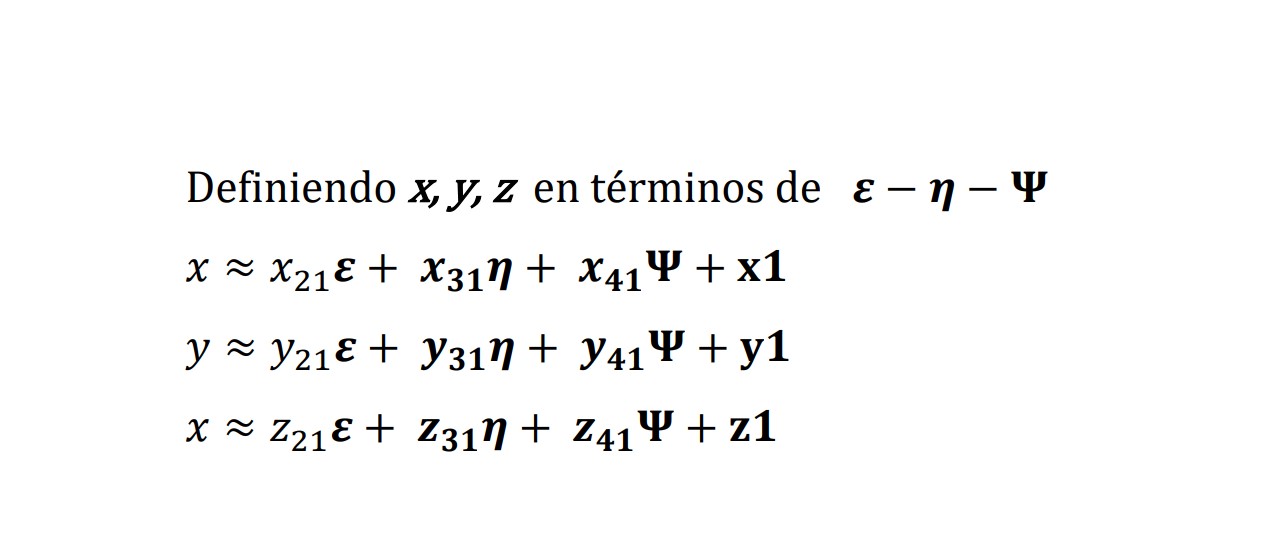 Definiendo x, y, z en términos de ε − η − Ψ
x ≈ x₂₁ε + x₃₁η + x₄₁Ψ + x1
y ≈ y₂₁ε + y₃₁η + y₄₁Ψ + y1
x ≈ z₂₁ε + z₃₁η + z₄₁Ψ + z1